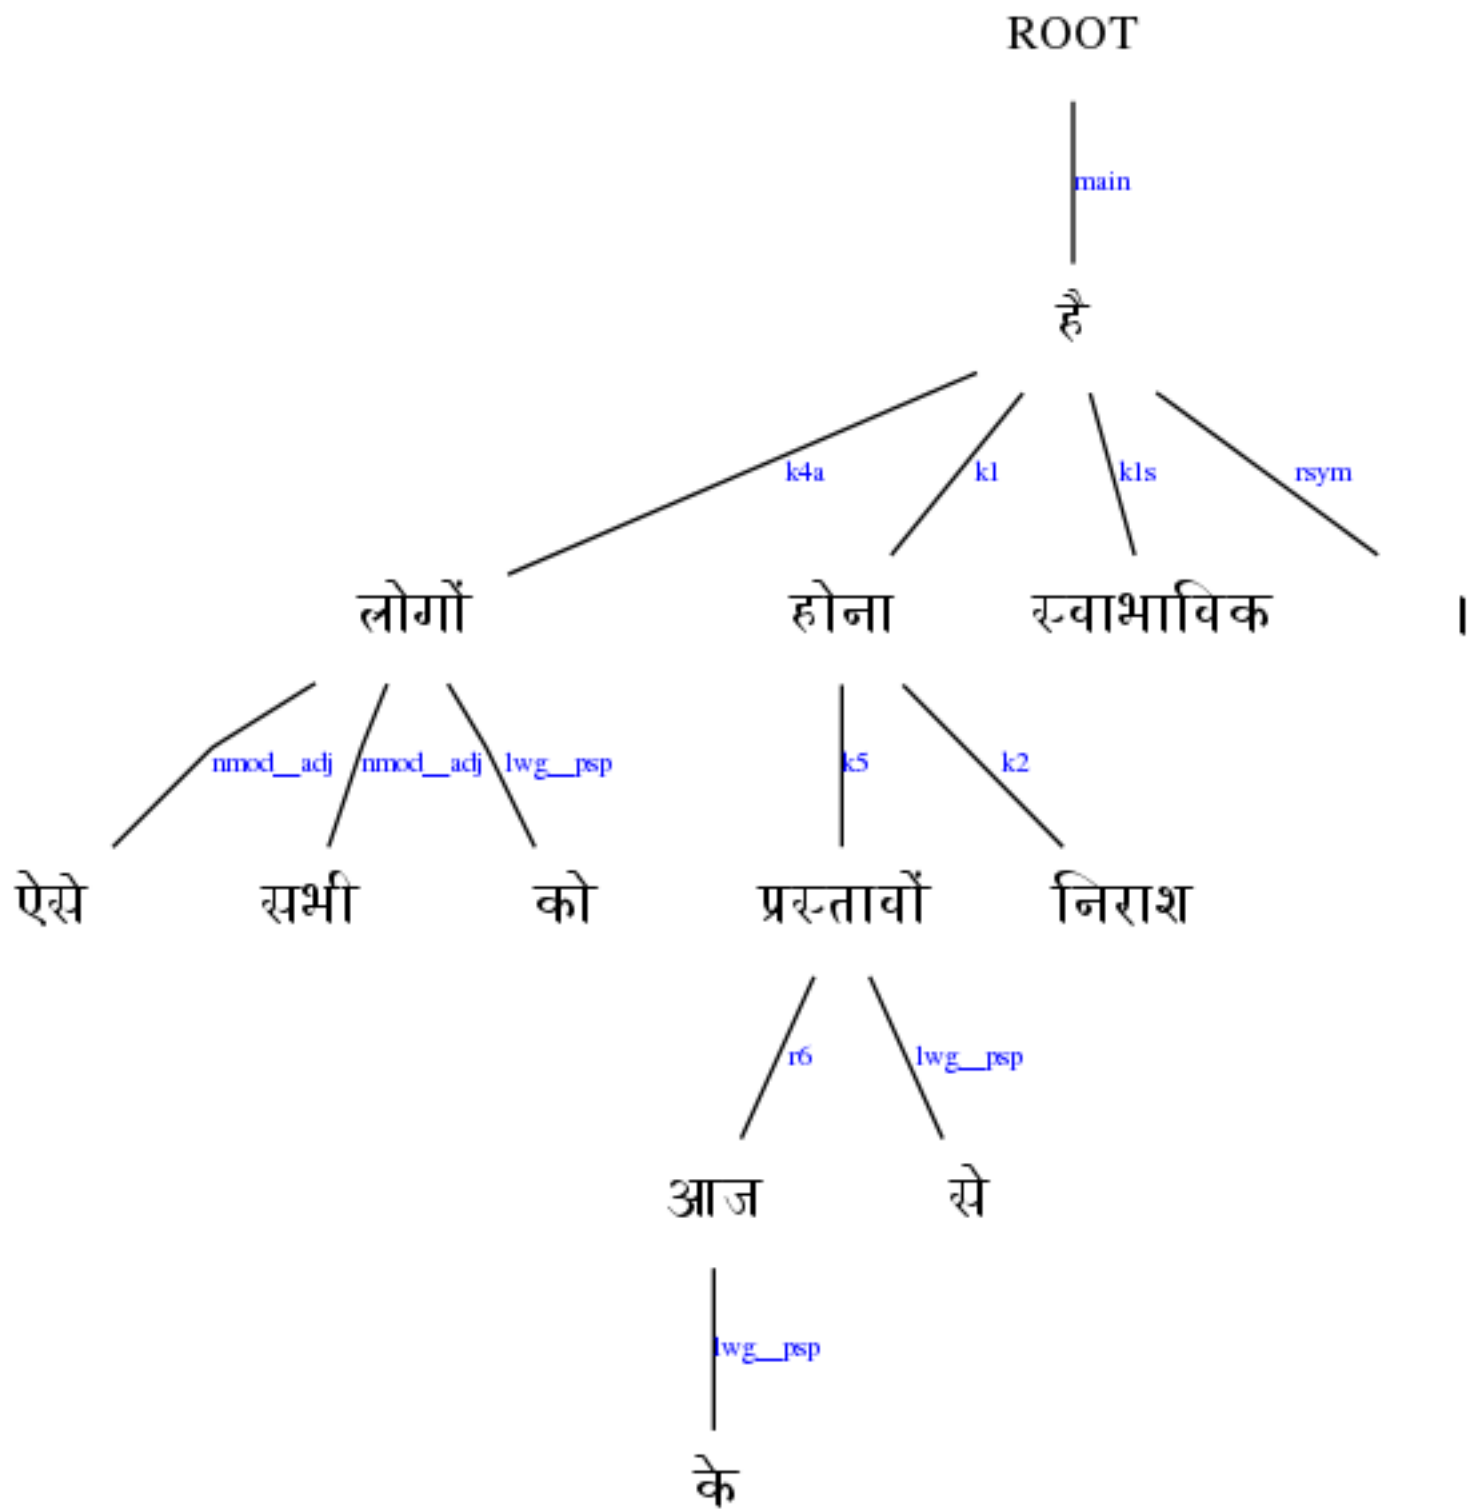 ROOT
main
है
k4a k1 k1s rsym
लोगों होना स्वाभाविक ।
nmod__adj nmod__adj lwg__psp k5 k2
ऐसे सभी को प्रस्तावों निराश
r6 lwg__psp
आज से
lwg__psp
के